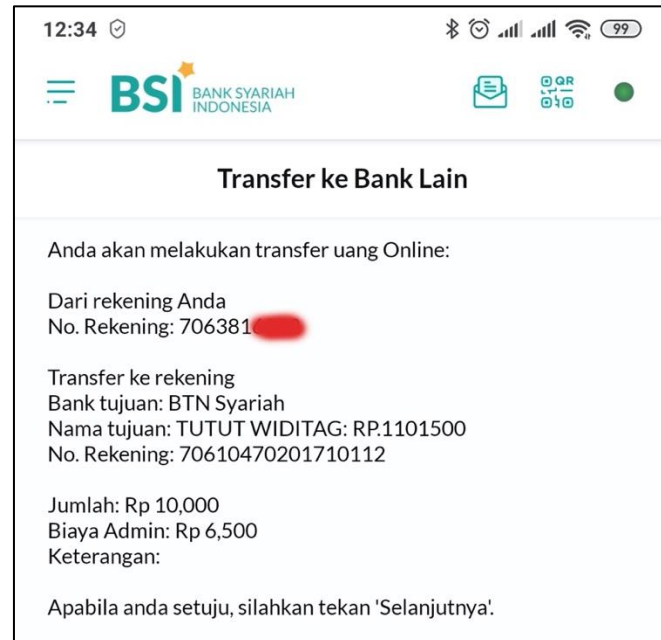 12:34
99
BSI BANK SYARIAH
INDONESIA
QR
Transfer ke Bank Lain
Anda akan melakukan transfer uang Online:
Dari rekening Anda
No. Rekening: 706381
Transfer ke rekening
Bank tujuan: BTN Syariah
Nama tujuan: TUTUT WIDITAG: RP.1101500
No. Rekening: 70610470201710112
Jumlah: Rp 10,000
Biaya Admin: Rp 6,500
Keterangan:
Apabila anda setuju, silahkan tekan 'Selanjutnya'.